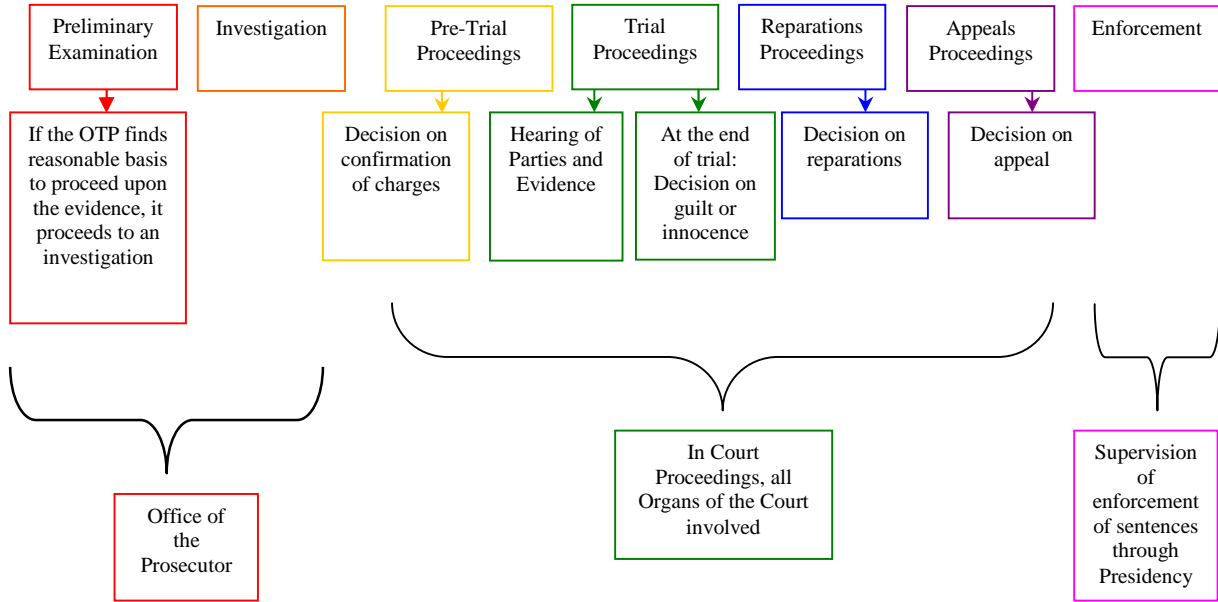 Preliminary
Examination
Investigation
Pre-Trial
Proceedings
Trial
Proceedings
Reparations
Proceedings
Appeals
Proceedings
Enforcement
If the OTP finds
reasonable basis
to proceed upon
the evidence, it
proceeds to an
investigation
Decision on
confirmation
of charges
Hearing of
Parties and
Evidence
At the end
of trial:
Decision on
guilt or
innocence
Decision on
reparations
Decision on
appeal
Office of
the
Prosecutor
In Court
Proceedings, all
Organs of the Court
involved
Supervision
of
enforcement
of sentences
through
Presidency